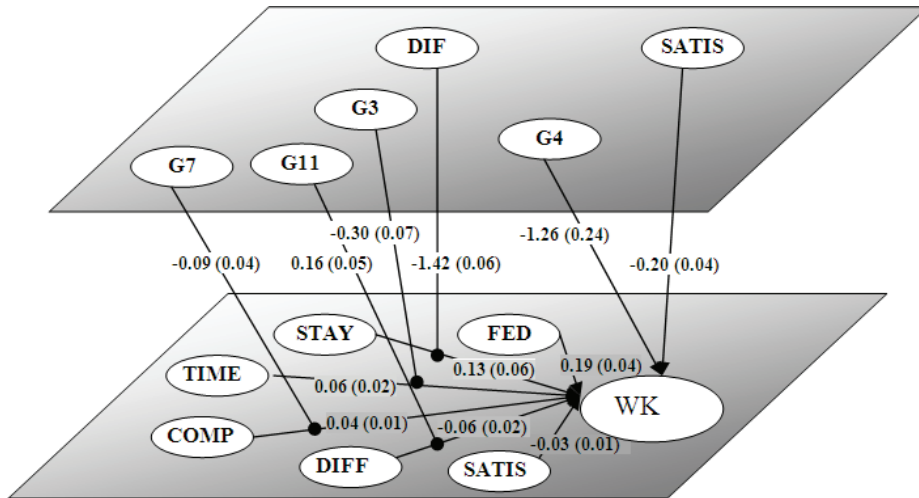 DIF
SATIS
G3
G4
G7
G11
-0.30 (0.07)
-1.26 (0.24)
-0.09 (0.04)
0.16 (0.05)
-1.42 (0.06)
-0.20 (0.04)
STAY
FED
0.13 (0.06)
0.19 (0.04)
TIME
0.06 (0.02)
WK
COMP
0.04 (0.01)
-0.06 (0.02)
DIFF
SATIS
-0.03 (0.01)